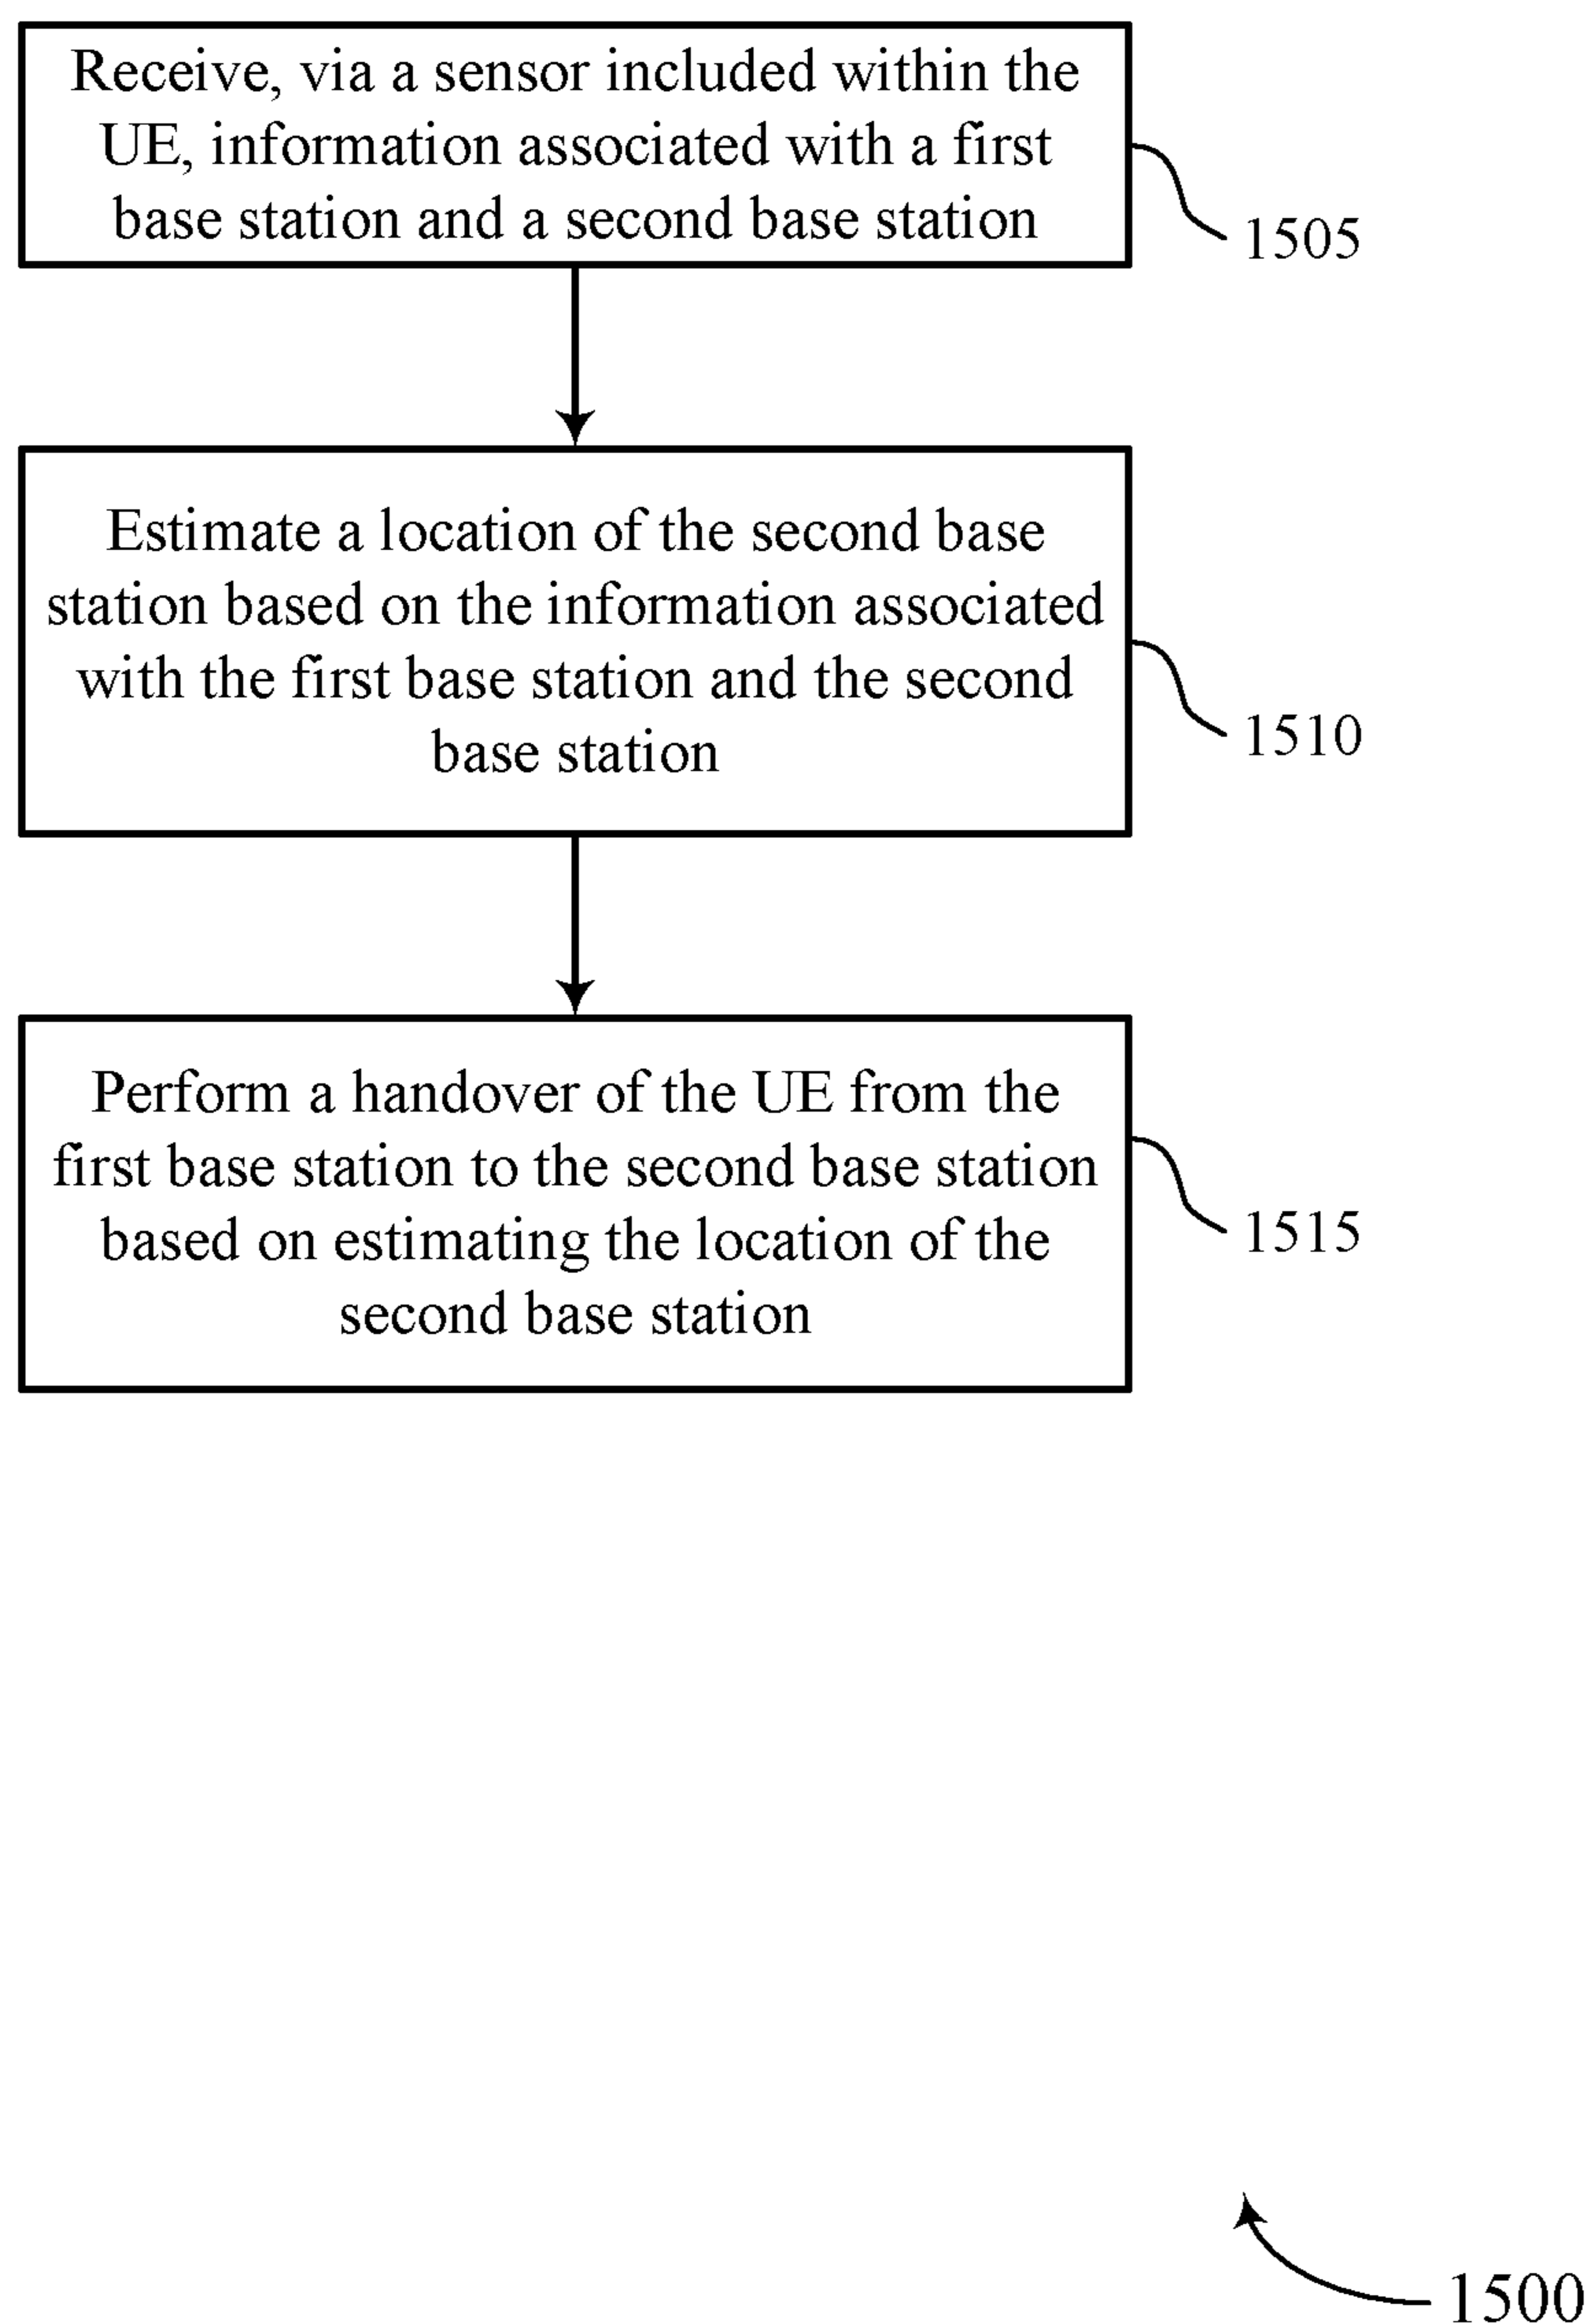 Receive, via a sensor included within the
UE, information associated with a first
base station and a second base station
1505
Estimate a location of the second base
station based on the information associated
with the first base station and the second
base station
1510
Perform a handover of the UE from the
first base station to the second base station
based on estimating the location of the
second base station
1515
1500